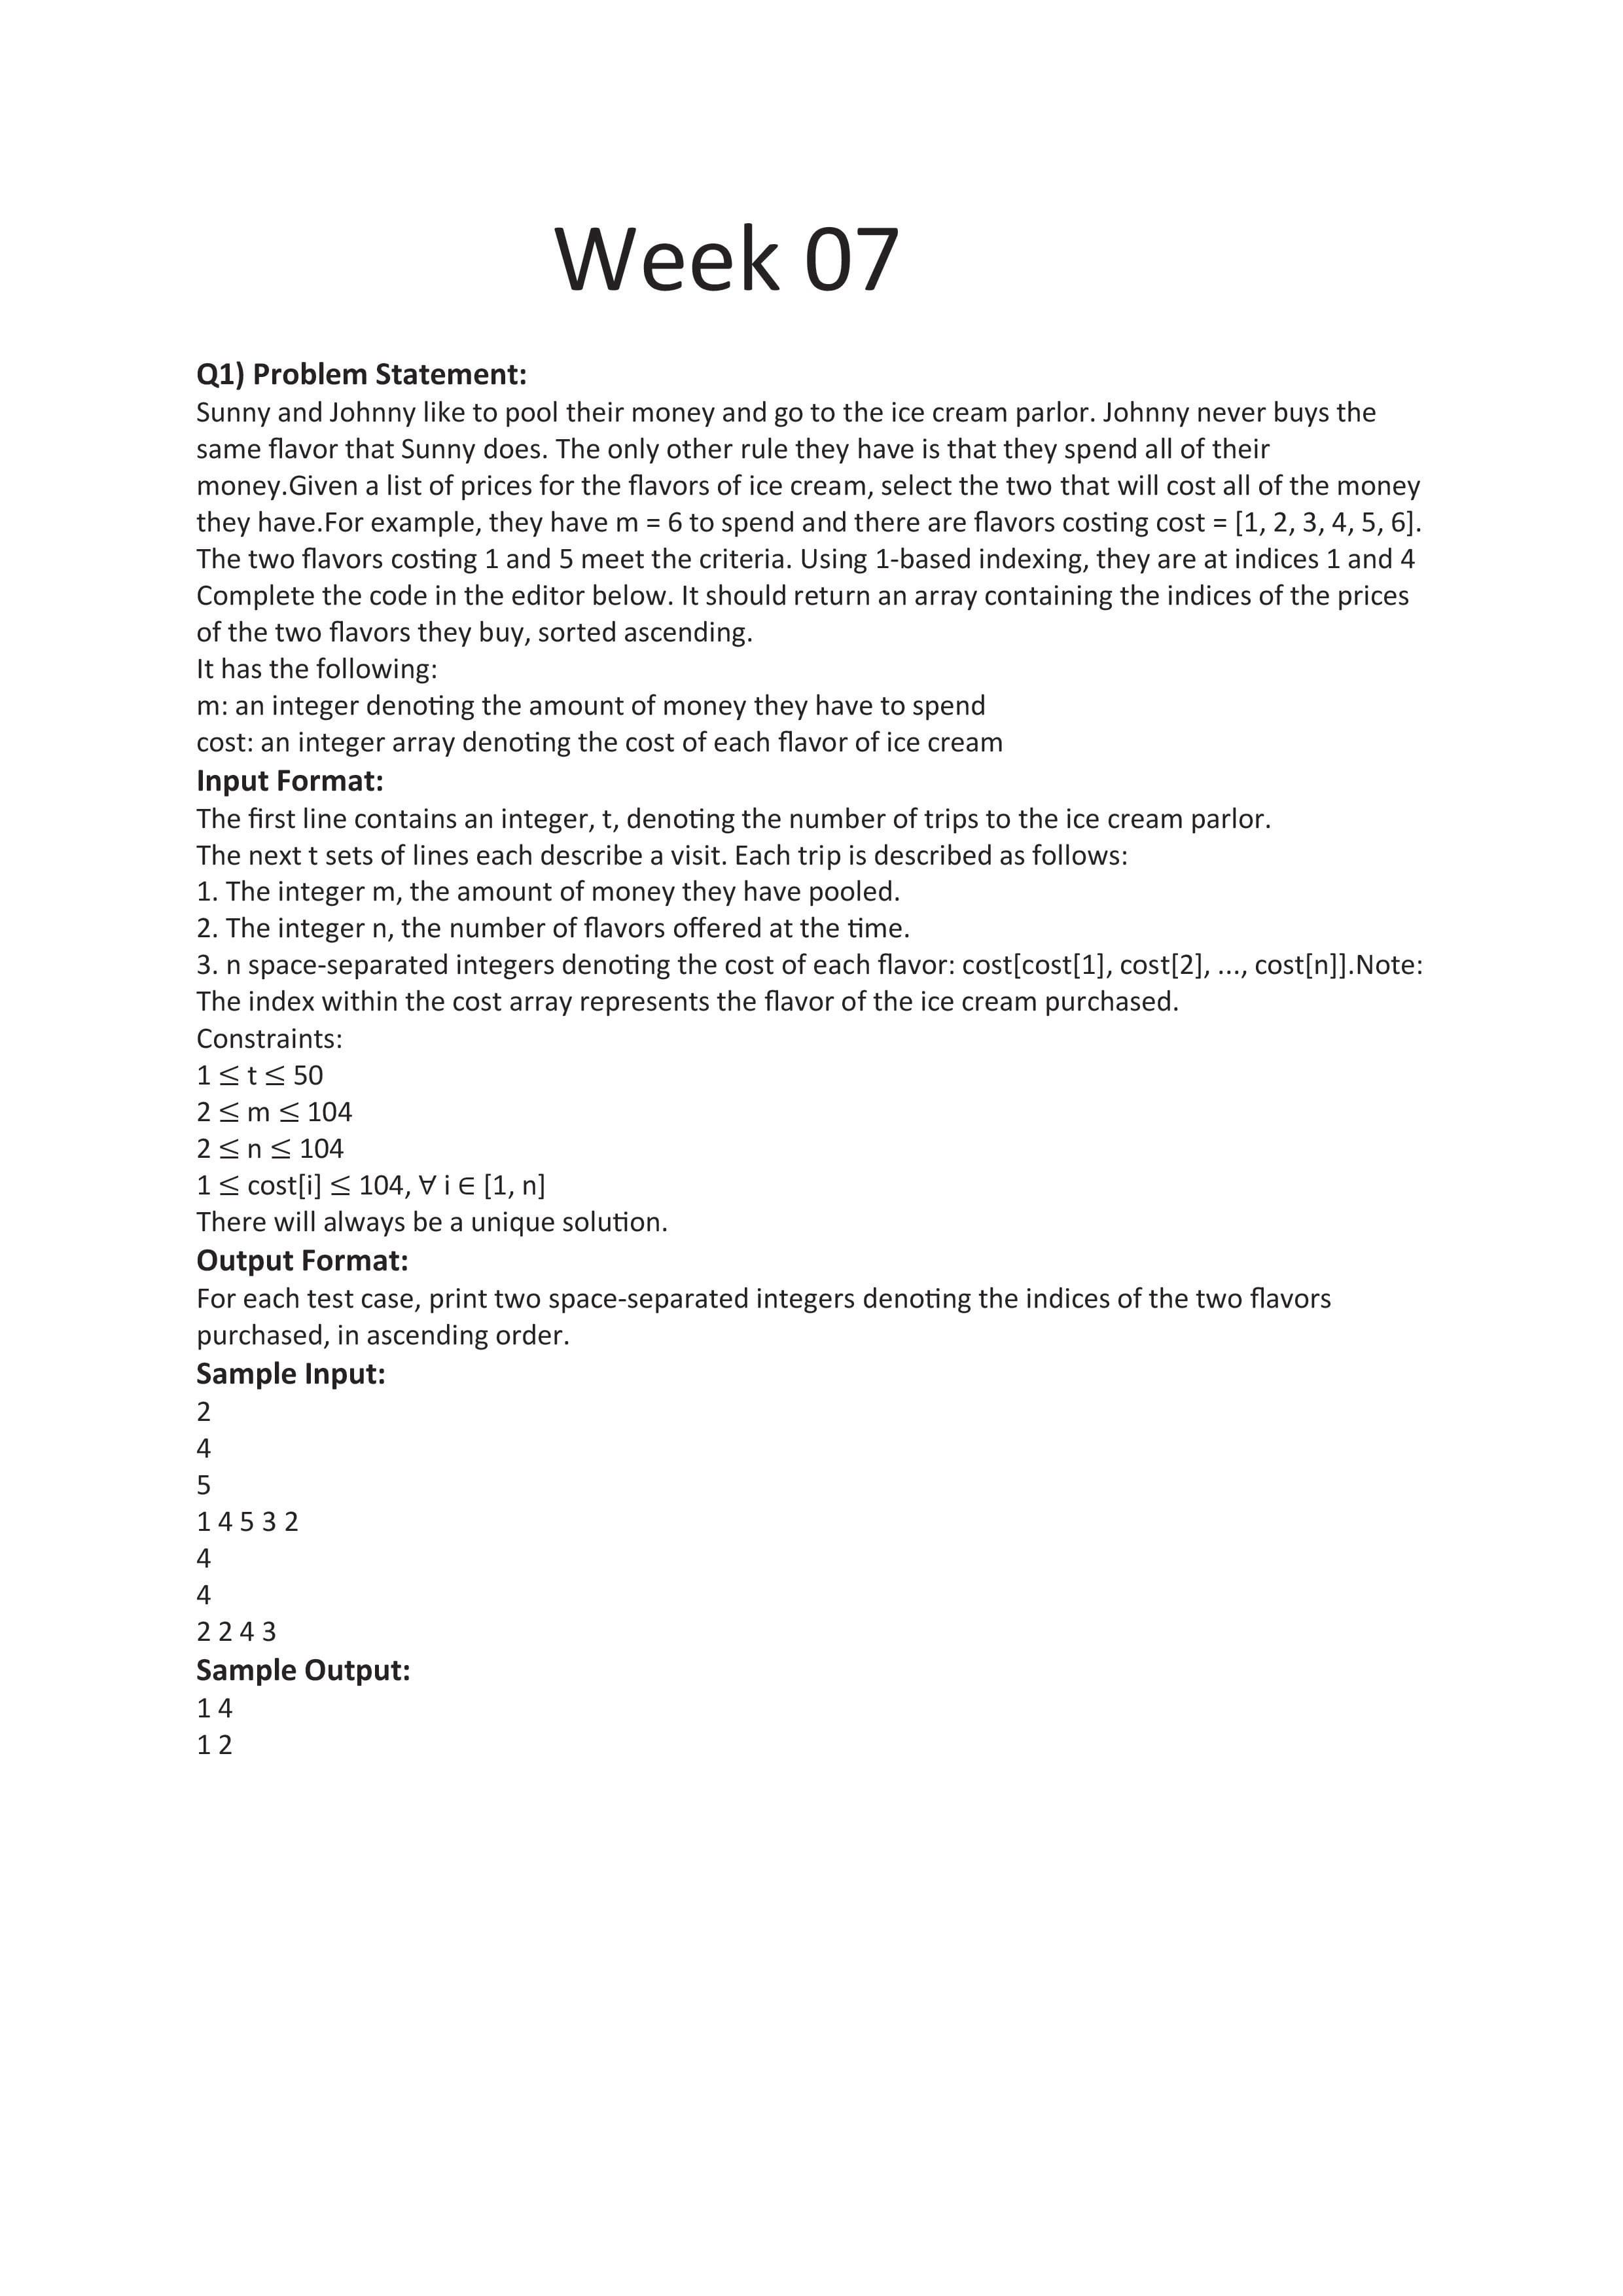 Week 07
Q1) Problem Statement:
Sunny and Johnny like to pool their money and go to the ice cream parlor. Johnny never buys the
same flavor that Sunny does. The only other rule they have is that they spend all of their
money.Given a list of prices for the flavors of ice cream, select the two that will cost all of the money
they have.For example, they have m = 6 to spend and there are flavors costing cost = [1, 2, 3, 4, 5, 6].
The two flavors costing 1 and 5 meet the criteria. Using 1-based indexing, they are at indices 1 and 4
Complete the code in the editor below. It should return an array containing the indices of the prices
of the two flavors they buy, sorted ascending.
It has the following:
m: an integer denoting the amount of money they have to spend
cost: an integer array denoting the cost of each flavor of ice cream
Input Format:
The first line contains an integer, t, denoting the number of trips to the ice cream parlor.
The next t sets of lines each describe a visit. Each trip is described as follows:
1. The integer m, the amount of money they have pooled.
2. The integer n, the number of flavors offered at the time.
3. n space-separated integers denoting the cost of each flavor: cost[cost[1], cost[2], ..., cost[n]].Note:
The index within the cost array represents the flavor of the ice cream purchased.
Constraints:
1 ≤ t ≤ 50
2 ≤ m ≤ 104
2 ≤ n ≤ 104
1 ≤ cost[i] ≤ 104, ∀ i ∈ [1, n]
There will always be a unique solution.
Output Format:
For each test case, print two space-separated integers denoting the indices of the two flavors
purchased, in ascending order.
Sample Input:
2
4
5
1 4 5 3 2
4
4
2 2 4 3
Sample Output:
1 4
1 2